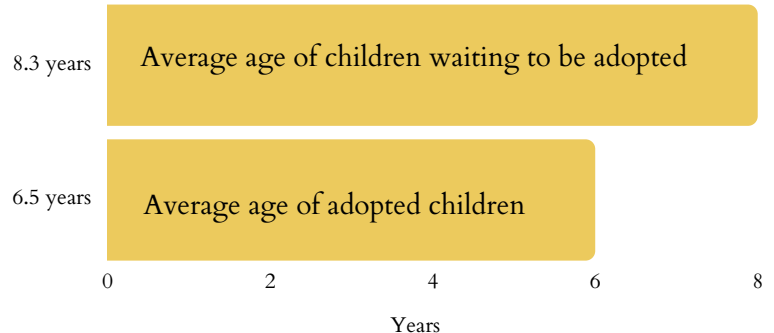 8.3 years
Average age of children waiting to be adopted
6.5 years
Average age of adopted children
0 2 4 6 8
Years